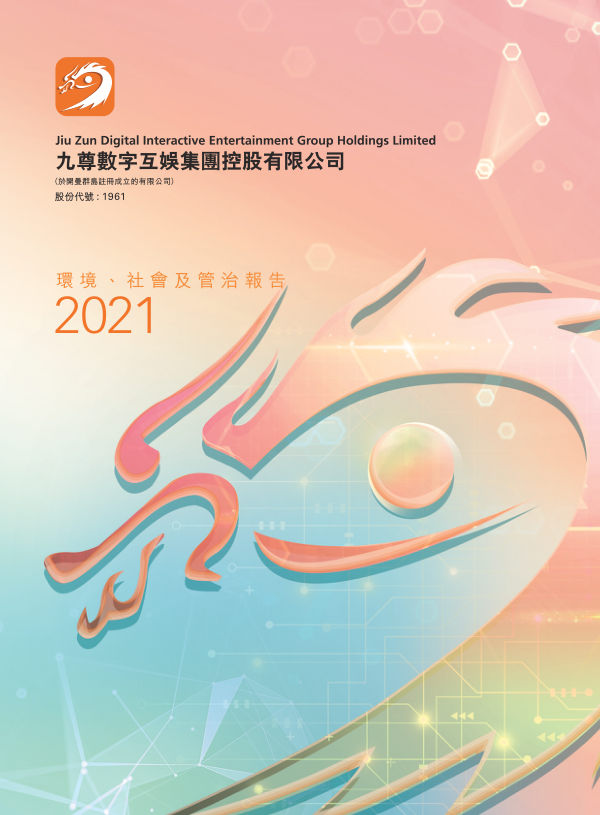 Jiu Zun Digital Interactive Entertainment Group Holdings Limited
九尊數字互娛集團控股有限公司
(於開曼群島註冊成立的有限公司)
股份代號 : 1961
環境、社會及管治報告
2021